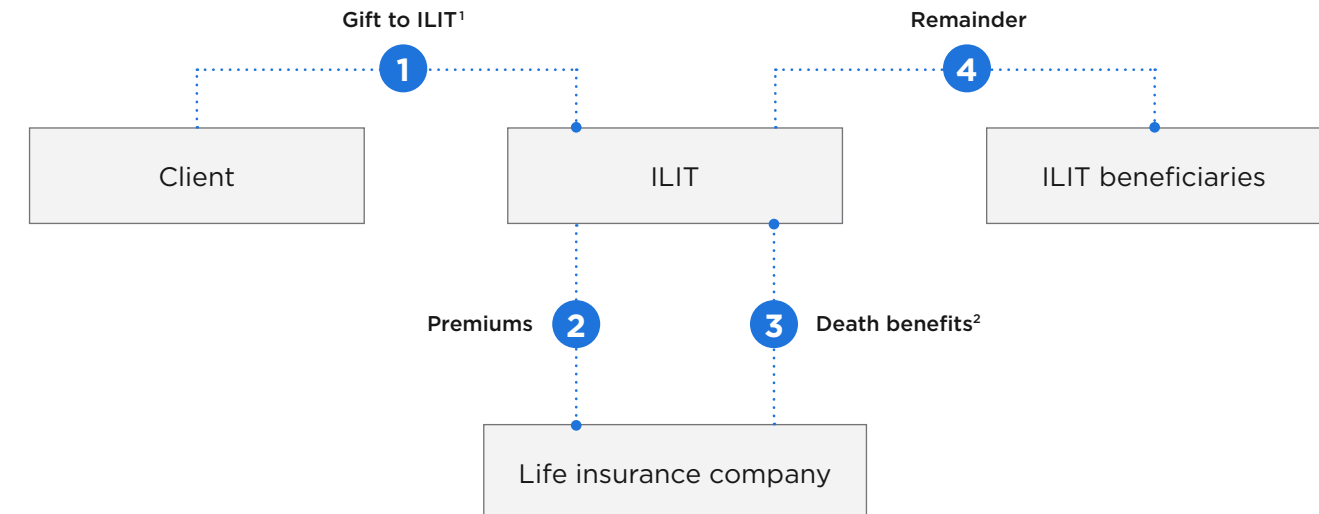 Gift to ILIT¹
Remainder
1
4
Client
ILIT
ILIT beneficiaries
Premiums
2
3
Death benefits²
Life insurance company